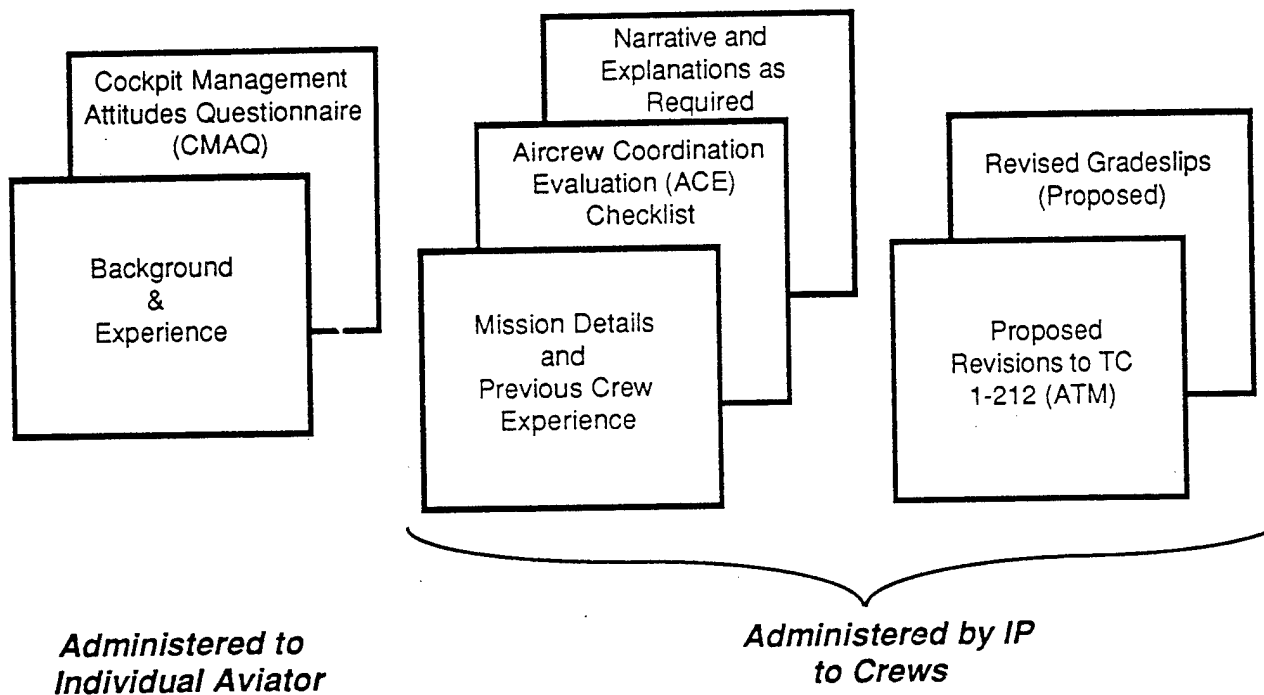 Cockpit Management
Attitudes Questionnaire
(CMAQ)
Background
&
Experience
Narrative and
Explanations as
Required
Aircrew Coordination
Evaluation (ACE)
Checklist
Mission Details
and
Previous Crew
Experience
Revised Gradeslips
(Proposed)
Proposed
Revisions to TC
1-212 (ATM)
Administered to
Individual Aviator
Administered by IP
to Crews